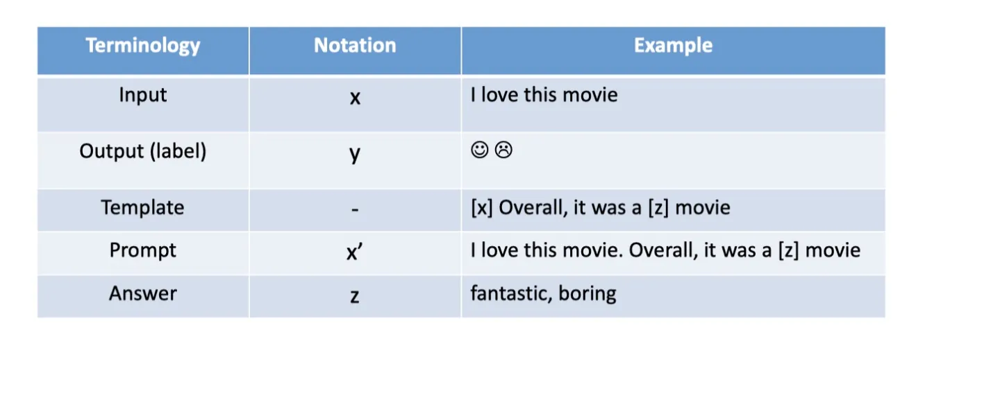 Terminology Notation Example
Input x I love this movie
Output (label) y ☺ ☹
Template - [x] Overall, it was a [z] movie
Prompt x’ I love this movie. Overall, it was a [z] movie
Answer z fantastic, boring